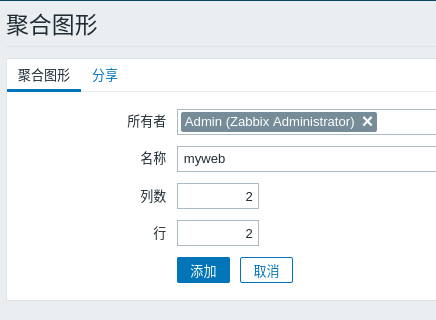 聚合图形
聚合图形 分享
所有者 Admin (Zabbix Administrator) ✕
名称 myweb
列数 2
行 2
添加 取消